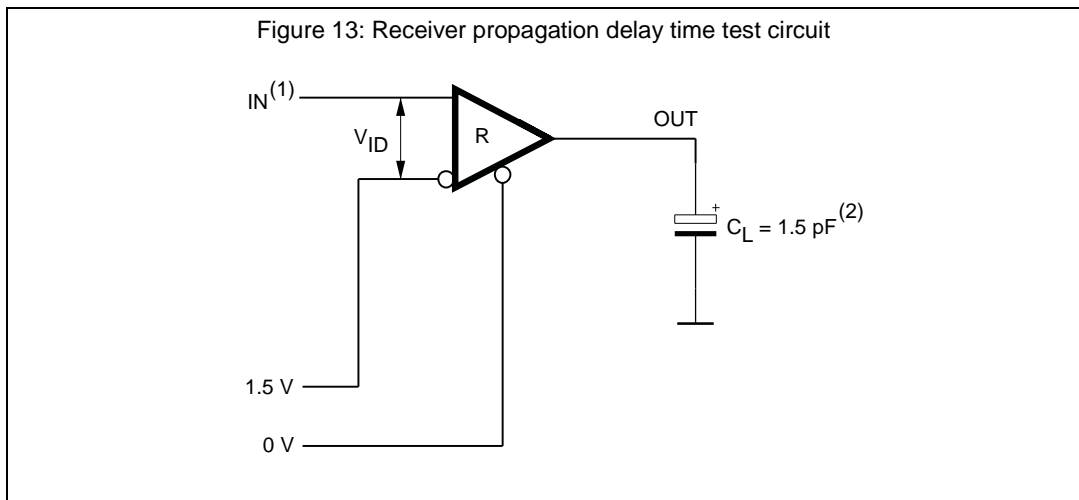 Figure 13: Receiver propagation delay time test circuit
IN(1)
VID
R
OUT
+
CL = 1.5 pF(2)
1.5 V
0 V